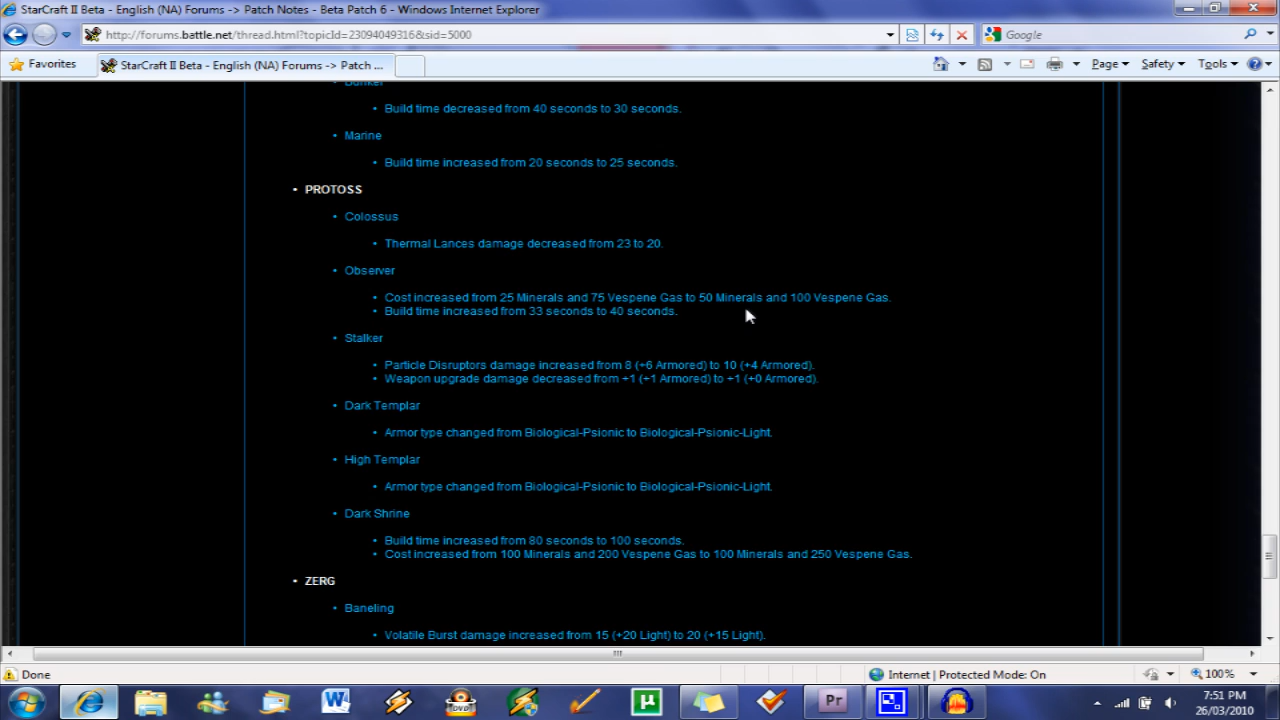 StarCraft II Beta - English (NA) Forums -> Patch Notes - Beta Patch 6 - Windows Internet Explorer
http://forums.battle.net/thread.html?topicId=23094049316&sid=5000
Google
Favorites
StarCraft II Beta - English (NA) Forums -> Patch ...
Page
Safety
Tools
• Bunker
• Build time decreased from 40 seconds to 30 seconds.
• Marine
• Build time increased from 20 seconds to 25 seconds.
• PROTOSS
• Colossus
• Thermal Lances damage decreased from 23 to 20.
• Observer
• Cost increased from 25 Minerals and 75 Vespene Gas to 50 Minerals and 100 Vespene Gas.
• Build time increased from 33 seconds to 40 seconds.
• Stalker
• Particle Disruptors damage increased from 8 (+6 Armored) to 10 (+4 Armored).
• Weapon upgrade damage decreased from +1 (+1 Armored) to +1 (+0 Armored).
• Dark Templar
• Armor type changed from Biological-Psionic to Biological-Psionic-Light.
• High Templar
• Armor type changed from Biological-Psionic to Biological-Psionic-Light.
• Dark Shrine
• Build time increased from 80 seconds to 100 seconds.
• Cost increased from 100 Minerals and 200 Vespene Gas to 100 Minerals and 250 Vespene Gas.
• ZERG
• Baneling
• Volatile Burst damage increased from 15 (+20 Light) to 20 (+15 Light).
Done
Internet | Protected Mode: On
100%
DVD
W
µ
Pr
7:51 PM
26/03/2010